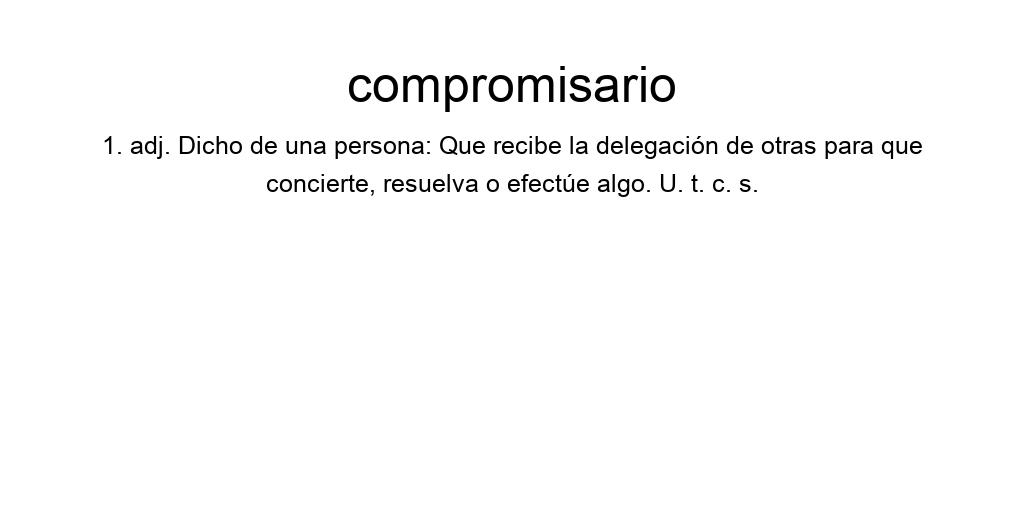 compromisario
1. adj. Dicho de una persona: Que recibe la delegación de otras para que
concierte, resuelva o efectúe algo. U. t. c. s.